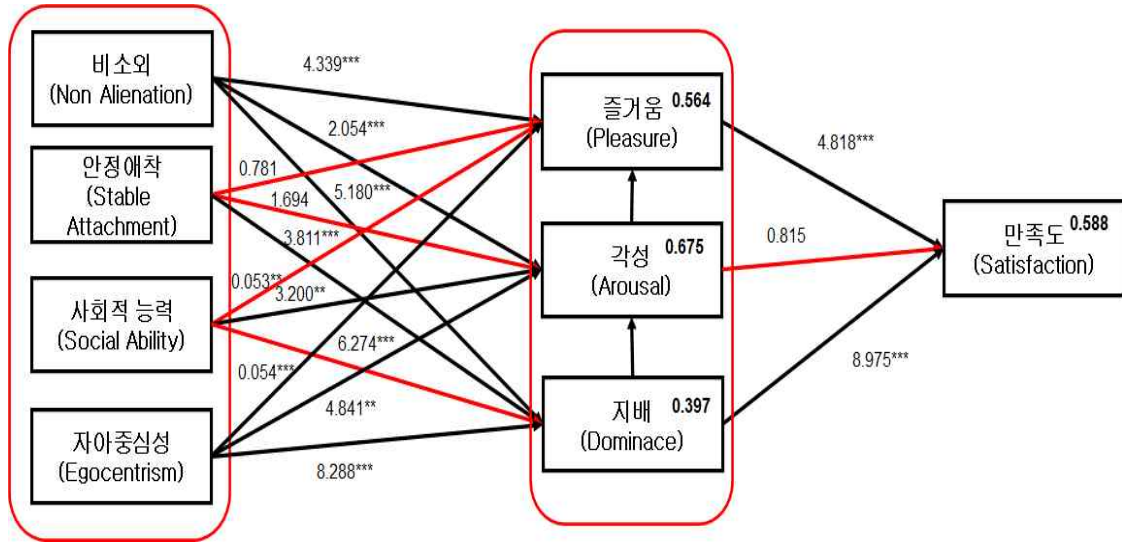 비소외
(Non Alienation)
안정애착
(Stable
Attachment)
사회적 능력
(Social Ability)
자아중심성
(Egocentrism)
4.339***
2.054***
0.781
5.180***
1.694
3.811***
0.053**
3.200**
6.274***
0.054***
4.841**
8.288***
즐거움 0.564
(Pleasure)
각성 0.675
(Arousal)
지배 0.397
(Dominace)
4.818***
0.815
8.975***
만족도 0.588
(Satisfaction)